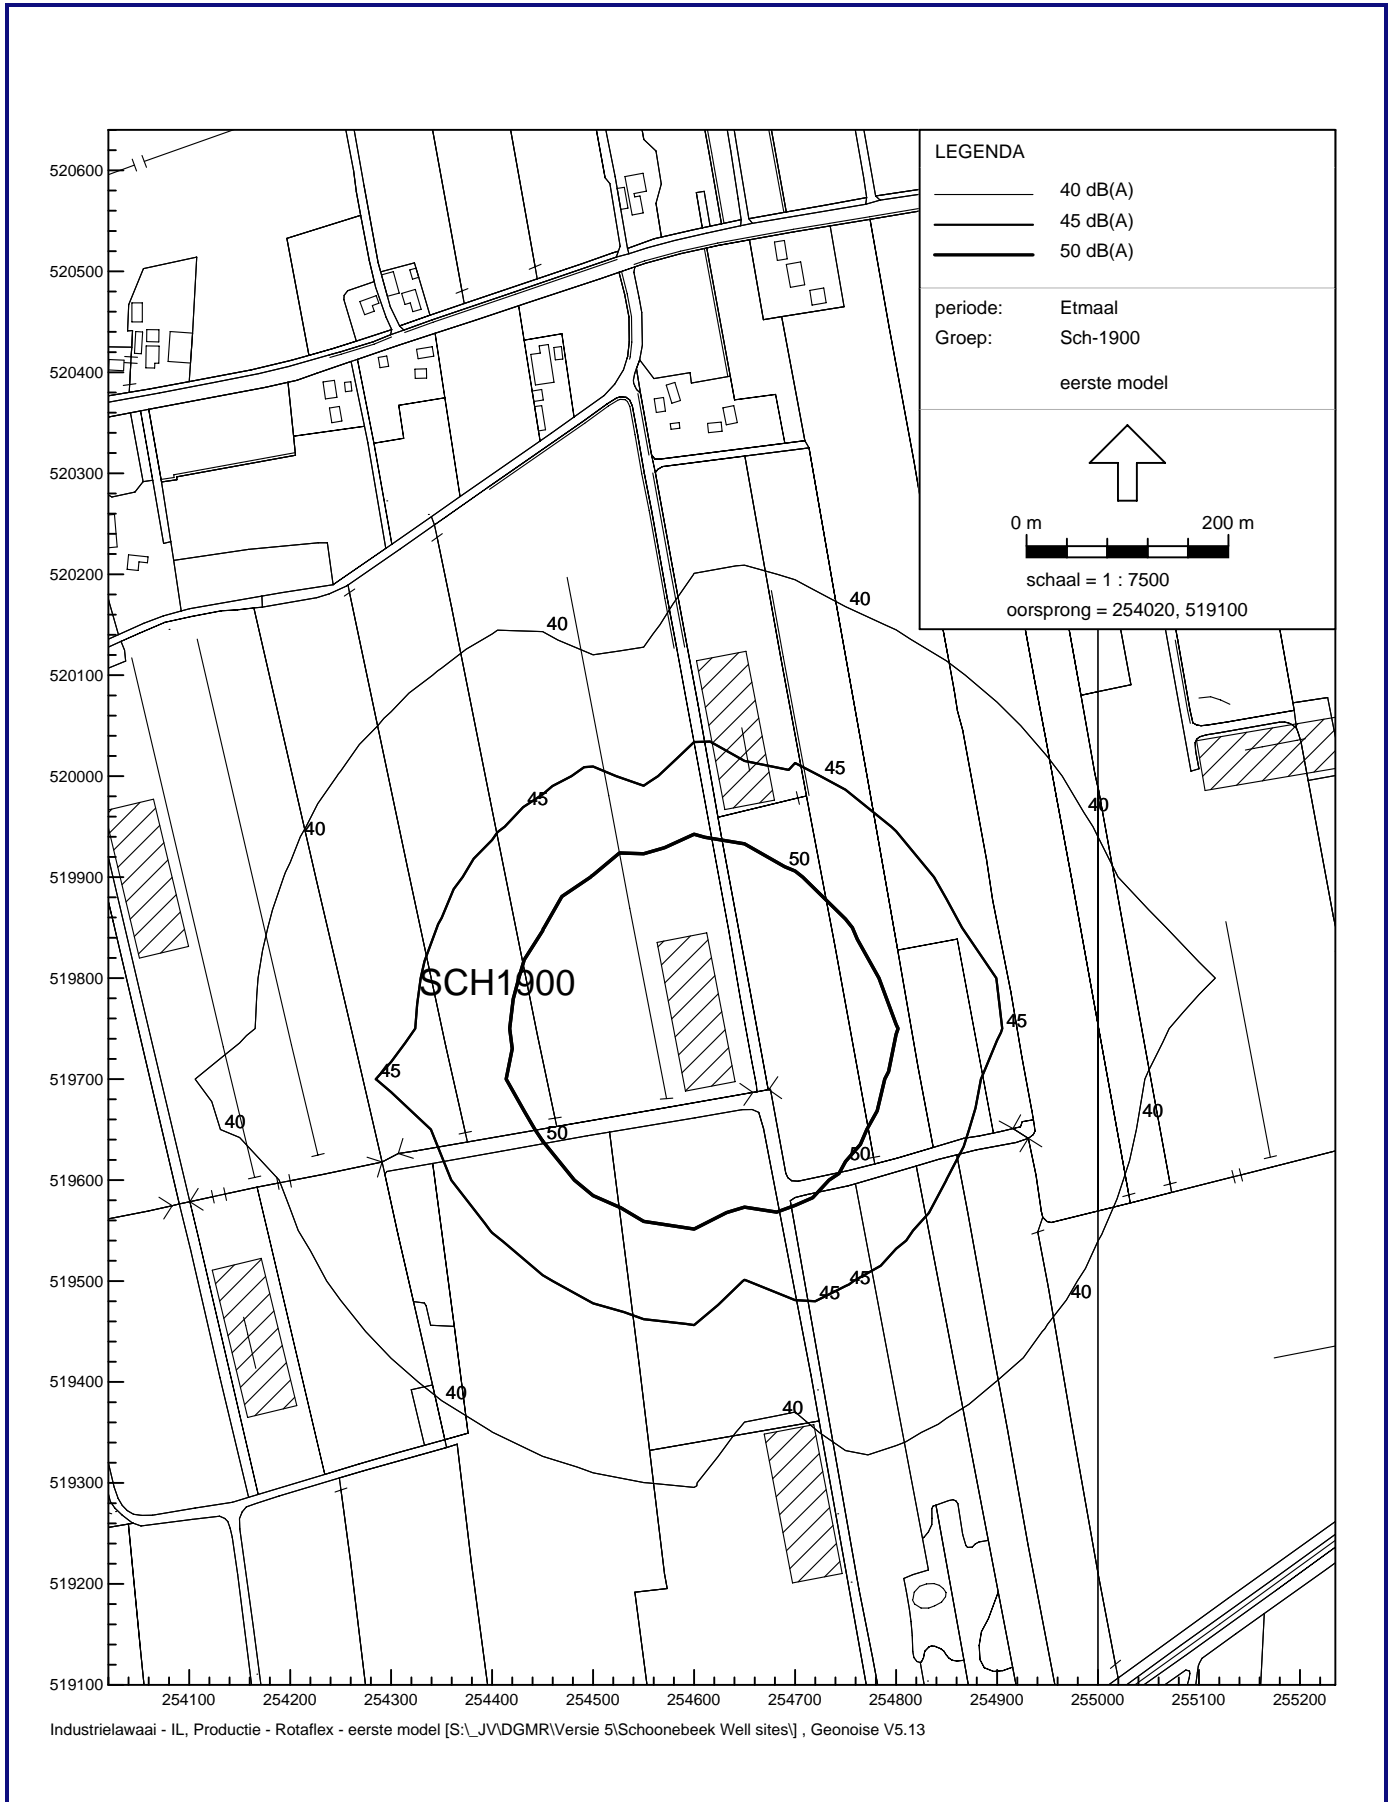 LEGENDA
40 dB(A)
45 dB(A)
50 dB(A)
periode: Etmaal
Groep: Sch-1900
eerste model
0 m 200 m
schaal = 1 : 7500
oorsprong = 254020, 519100
520600
520500
520400
520300
520200
520100
520000
519900
519800
519700
519600
519500
519400
519300
519200
519100
40
40
45
40
45
40
50
SCH1900
45
45
40
40
50
50
45
45
40
40
40
254100 254200 254300 254400 254500 254600 254700 254800 254900 255000 255100 255200
Industrielawaai - IL, Productie - Rotaflex - eerste model [S:\_JV\DGMR\Versie 5\Schoonebeek Well sites\] , Geonoise V5.13